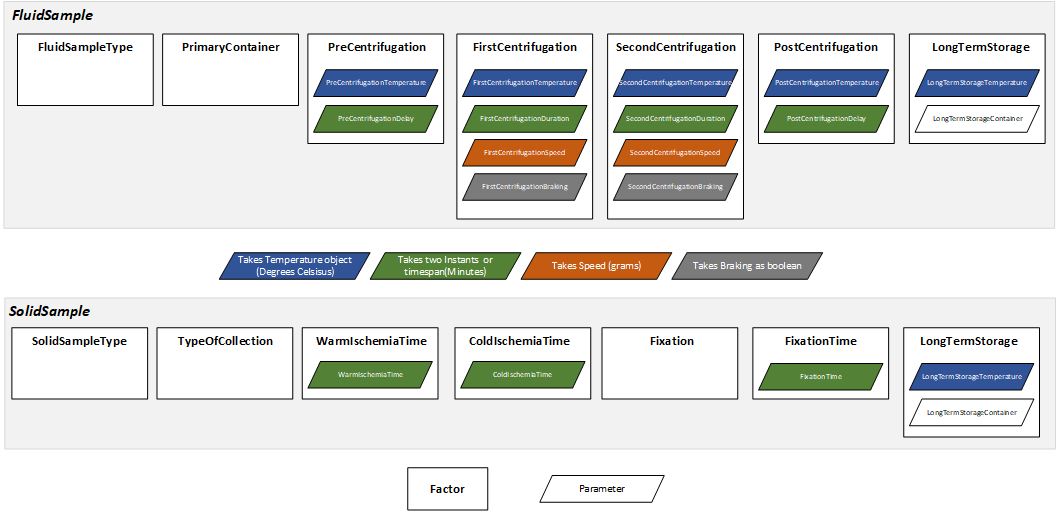 FluidSample
FluidSampleType
PrimaryContainer
PreCentrifugation
PreCentrifugationTemperature
PreCentrifugationDelay
FirstCentrifugation
FirstCentrifugationTemperature
FirstCentrifugationDuration
FirstCentrifugationSpeed
FirstCentrifugationBraking
SecondCentrifugation
SecondCentrifugationTemperature
SecondCentrifugationDuration
SecondCentrifugationSpeed
SecondCentrifugationBraking
PostCentrifugation
PostCentrifugationTemperature
PostCentrifugationDelay
LongTermStorage
LongTermStorageTemperature
LongTermStorageContainer
Takes Temperature object
(Degrees Celsisus)
Takes two Instants or
timespan(Minutes)
Takes Speed (grams)
Takes Braking as boolean
SolidSample
SolidSampleType
TypeOfCollection
WarmIschemiaTime
WarmIschemiaTime
ColdIschemiaTime
ColdIschemiaTime
Fixation
FixationTime
FixationTime
LongTermStorage
LongTermStorageTemperature
LongTermStorageContainer
Factor
Parameter